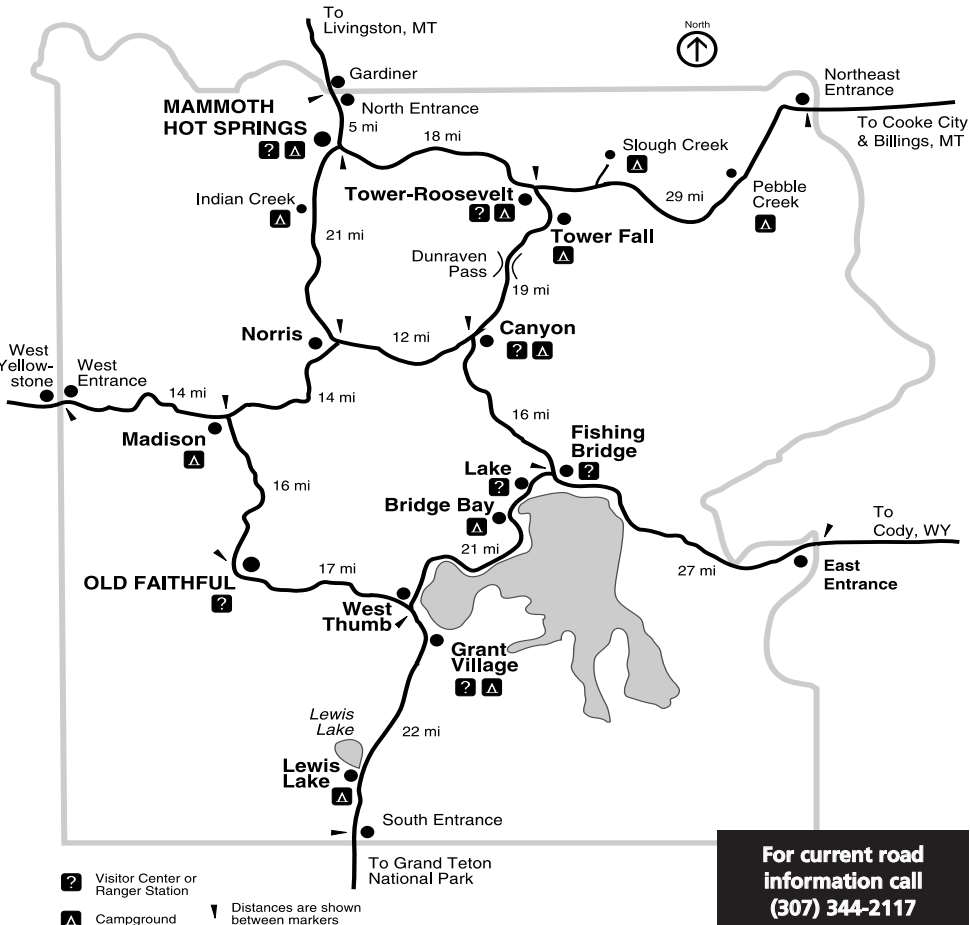 To
Livingston, MT
North
Gardiner
North Entrance
Northeast
Entrance
MAMMOTH
HOT SPRINGS
?
5 mi
18 mi
To Cooke City
& Billings, MT
Slough Creek
Indian Creek
Tower-Roosevelt
?
29 mi
Pebble
Creek
21 mi
Tower Fall
Dunraven
Pass
19 mi
Norris
12 mi
Canyon
?
West
Yellow-
stone
West
Entrance
14 mi
14 mi
Madison
16 mi
Fishing
Bridge
?
Lake
?
16 mi
Bridge Bay
To
Cody, WY
21 mi
17 mi
27 mi
East
Entrance
OLD FAITHFUL
?
West
Thumb
Grant
Village
?
Lewis
Lake
22 mi
Lewis
Lake
South Entrance
To Grand Teton
National Park
? Visitor Center or
Ranger Station
Campground
Distances are shown
between markers
For current road
information call
(307) 344-2117